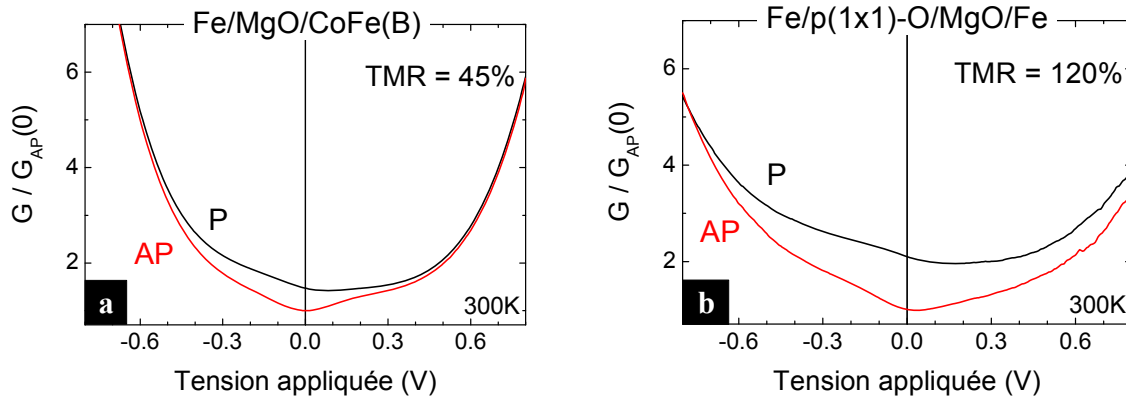 Fe/MgO/CoFe(B)
TMR = 45%
G / G_AP(0)
6
4
2
P
AP
a
300K
-0.6 -0.3 0.0 0.3 0.6
Tension appliquée (V)
Fe/p(1x1)-O/MgO/Fe
TMR = 120%
G / G_AP(0)
6
4
2
P
AP
b
300K
-0.6 -0.3 0.0 0.3 0.6
Tension appliquée (V)